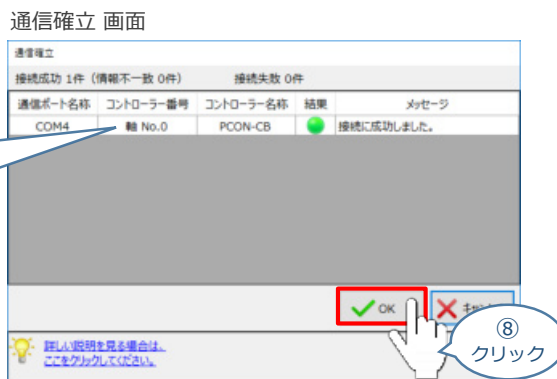 通信確立 画面
通信確立
接続成功 1件（情報不一致 0件） 接続失敗 0件
通信ポート名称 コントローラー番号 コントローラー名称 結果 メッセージ
COM4 軸 No.0 PCON-CB 接続に成功しました。
OK
⑧
クリック
詳しい説明を見る場合は、
ここをクリックしてください。